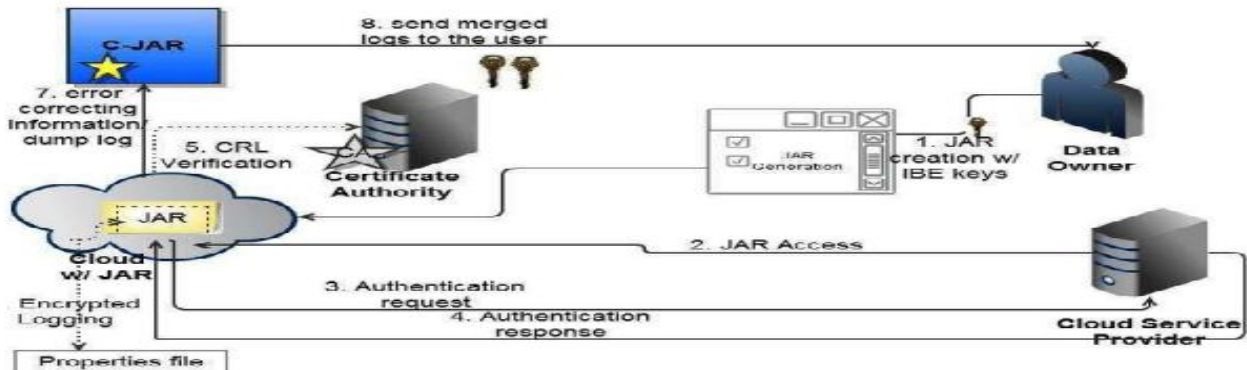 8. send merged
logs to the user
C-JAR
7. error
correcting
information/
dump log
5. CRL
Verification
Certificate
Authority
JAR
Generation
1. JAR
creation w/
IBE keys
Data
Owner
JAR
Cloud
w/ JAR
2. JAR Access
3. Authentication
request
4. Authentication
response
. Encrypted
Logging
Cloud Service
Provider
Properties file